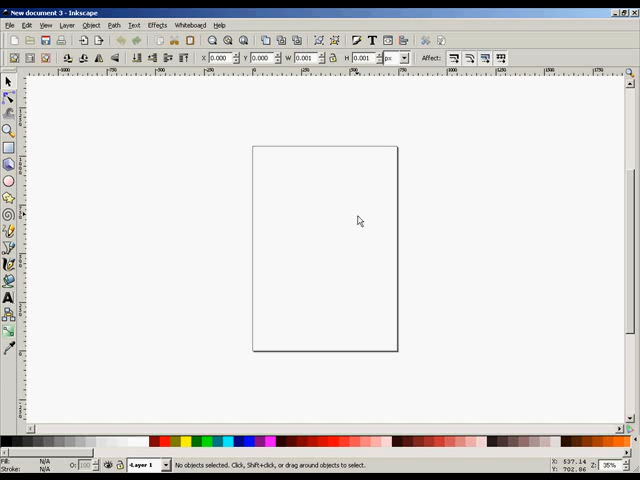 New document 3 - Inkscape
File Edit View Layer Object Path Text Effects Whiteboard Help
X 0.000 Y 0.000 W 0.001 H 0.001 px Affect:
Fill: N/A
Stroke: N/A
O: 100
Layer 1
No objects selected. Click, Shift+click, or drag around objects to select.
X: 537.14
Y: 702.86
Z: 35%